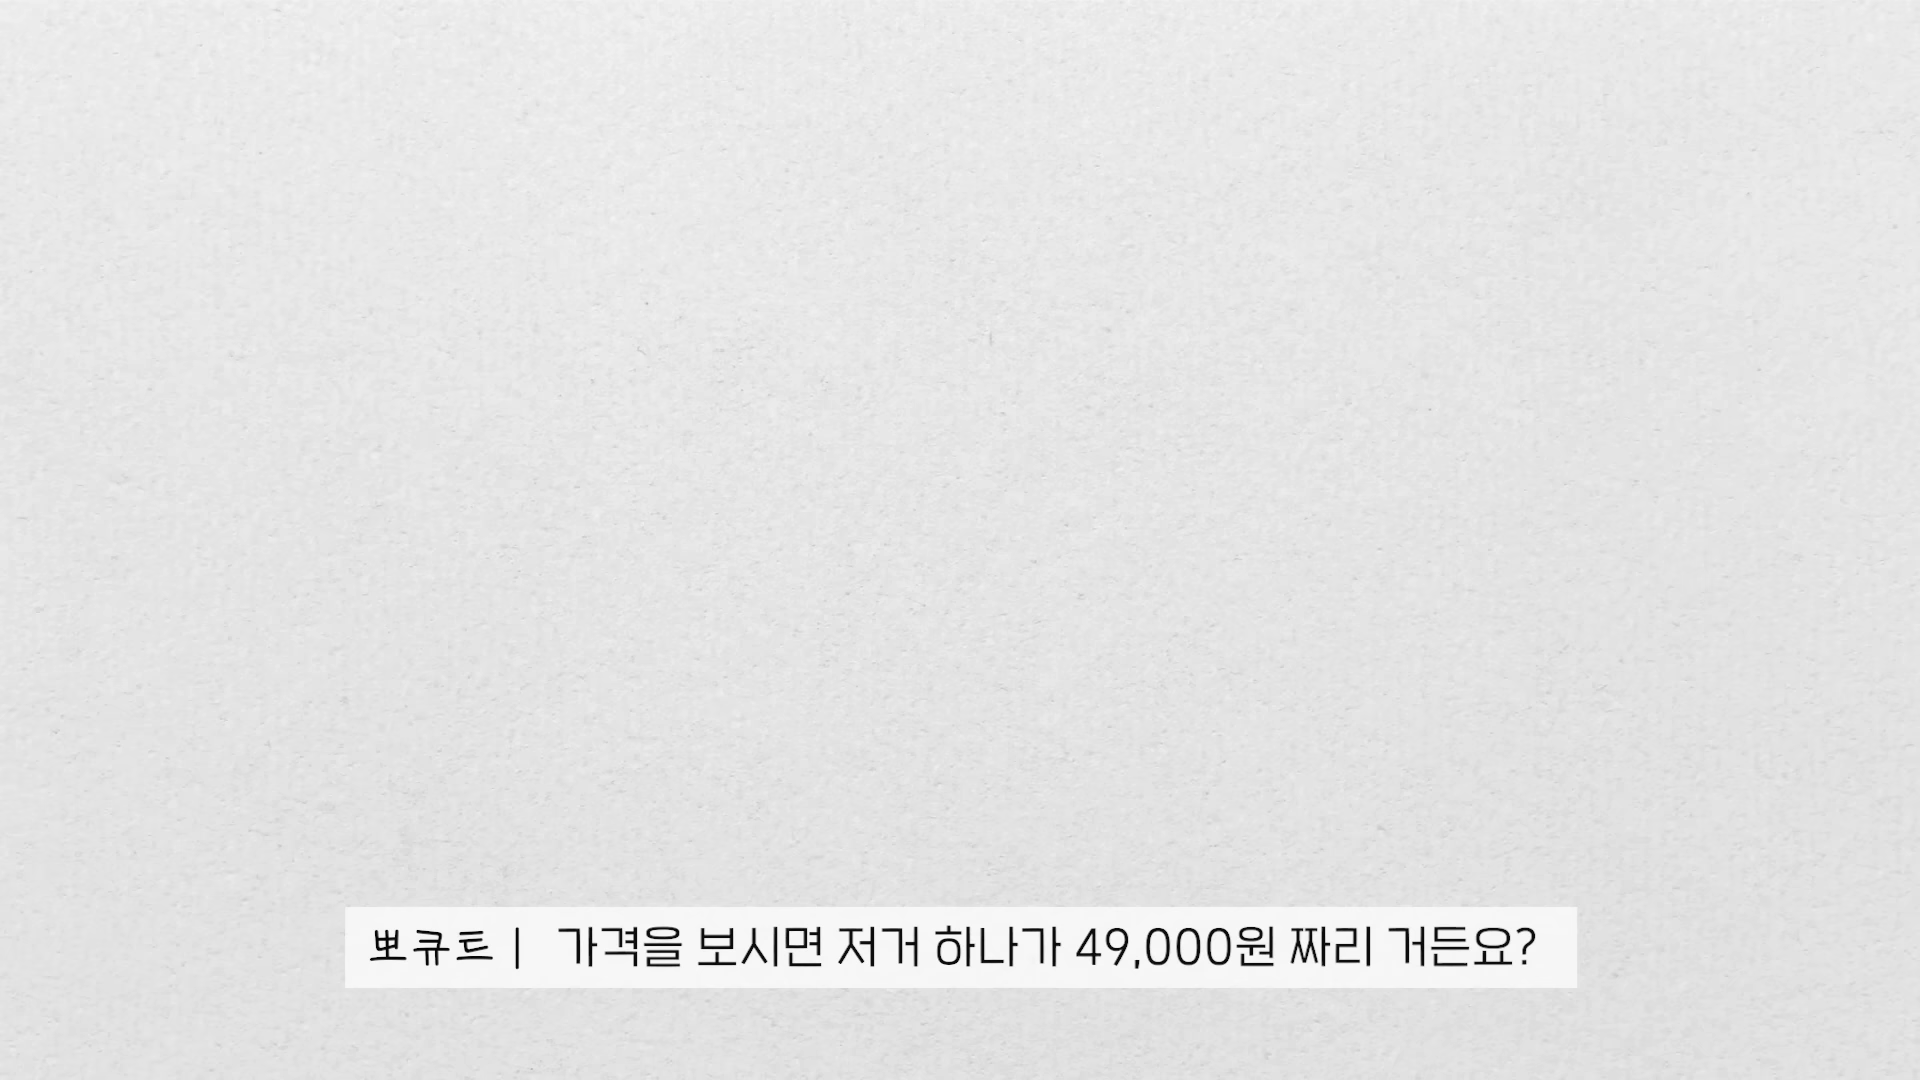 뽀큐트 | 가격을 보시면 저거 하나가 49,000원 짜리 거든요?